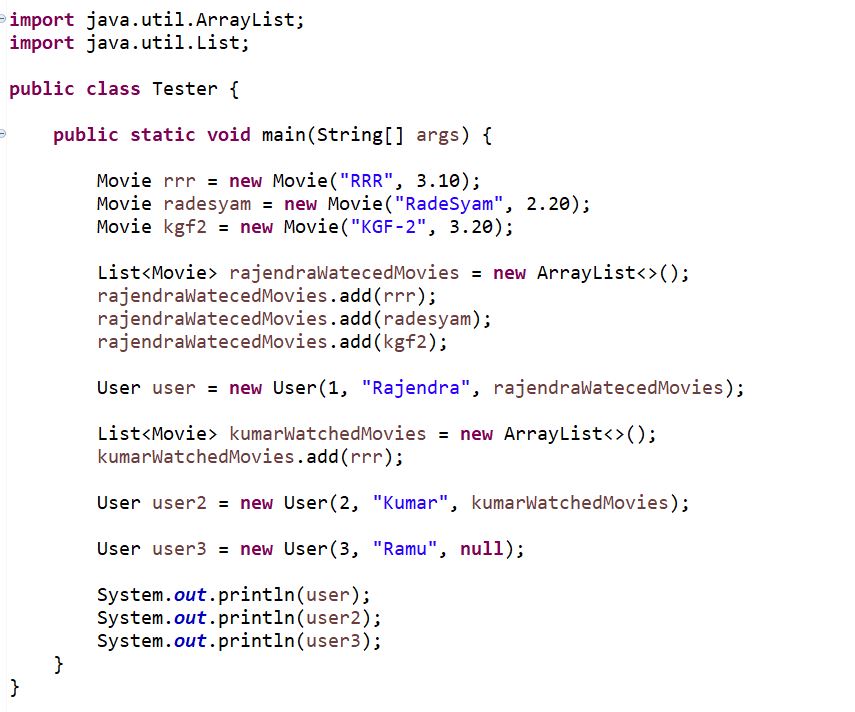 import java.util.ArrayList;
import java.util.List;
public class Tester {
public static void main(String[] args) {
Movie rrr = new Movie("RRR", 3.10);
Movie radesyam = new Movie("RadeSyam", 2.20);
Movie kgf2 = new Movie("KGF-2", 3.20);
List<Movie> rajendraWatecedMovies = new ArrayList<>();
rajendraWatecedMovies.add(rrr);
rajendraWatecedMovies.add(radesyam);
rajendraWatecedMovies.add(kgf2);
User user = new User(1, "Rajendra", rajendraWatecedMovies);
List<Movie> kumarWatchedMovies = new ArrayList<>();
kumarWatchedMovies.add(rrr);
User user2 = new User(2, "Kumar", kumarWatchedMovies);
User user3 = new User(3, "Ramu", null);
System.out.println(user);
System.out.println(user2);
System.out.println(user3);
}
}